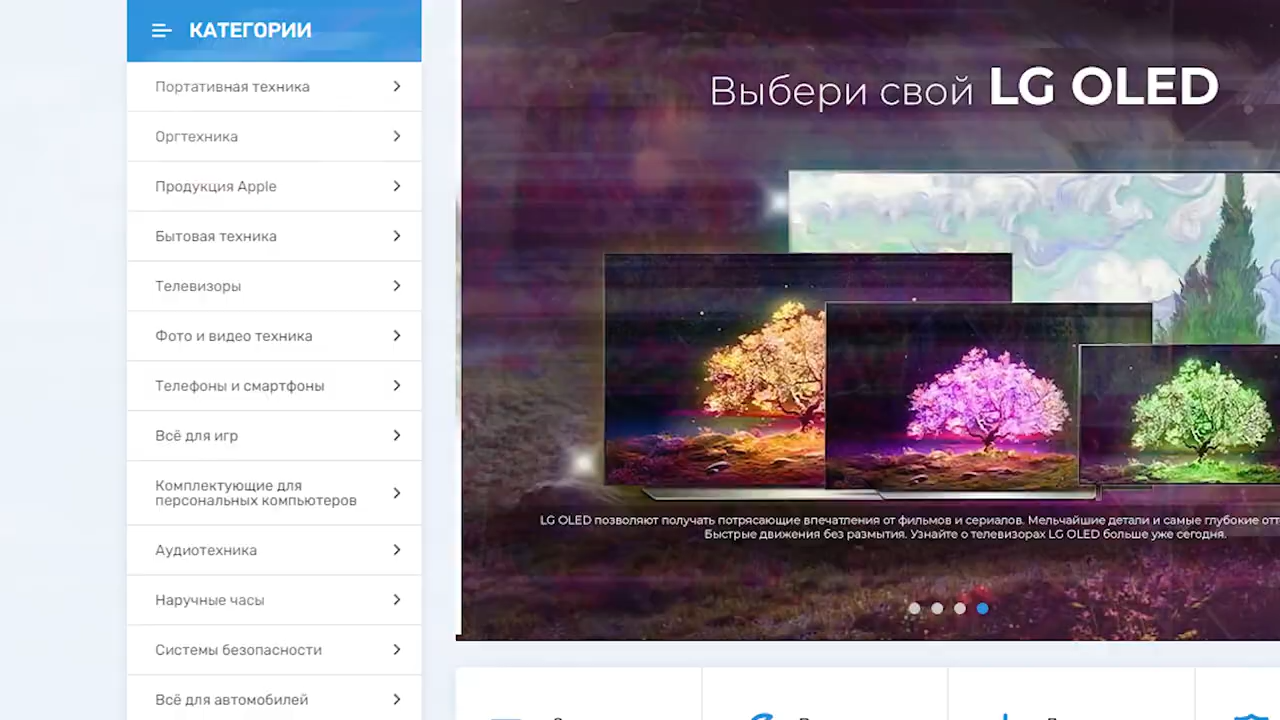 КАТЕГОРИИ
Портативная техника
Оргтехника
Продукция Apple
Бытовая техника
Телевизоры
Фото и видео техника
Телефоны и смартфоны
Всё для игр
Комплектующие для
персональных компьютеров
Аудиотехника
Наручные часы
Системы безопасности
Всё для автомобилей
Выбери свой LG OLED
LG OLED позволяют получать потрясающие впечатления от фильмов и сериалов. Мельчайшие детали и самые глубокие
Быстрые движения без размытия. Узнайте о телевизорах LG OLED больше уже сегодня.